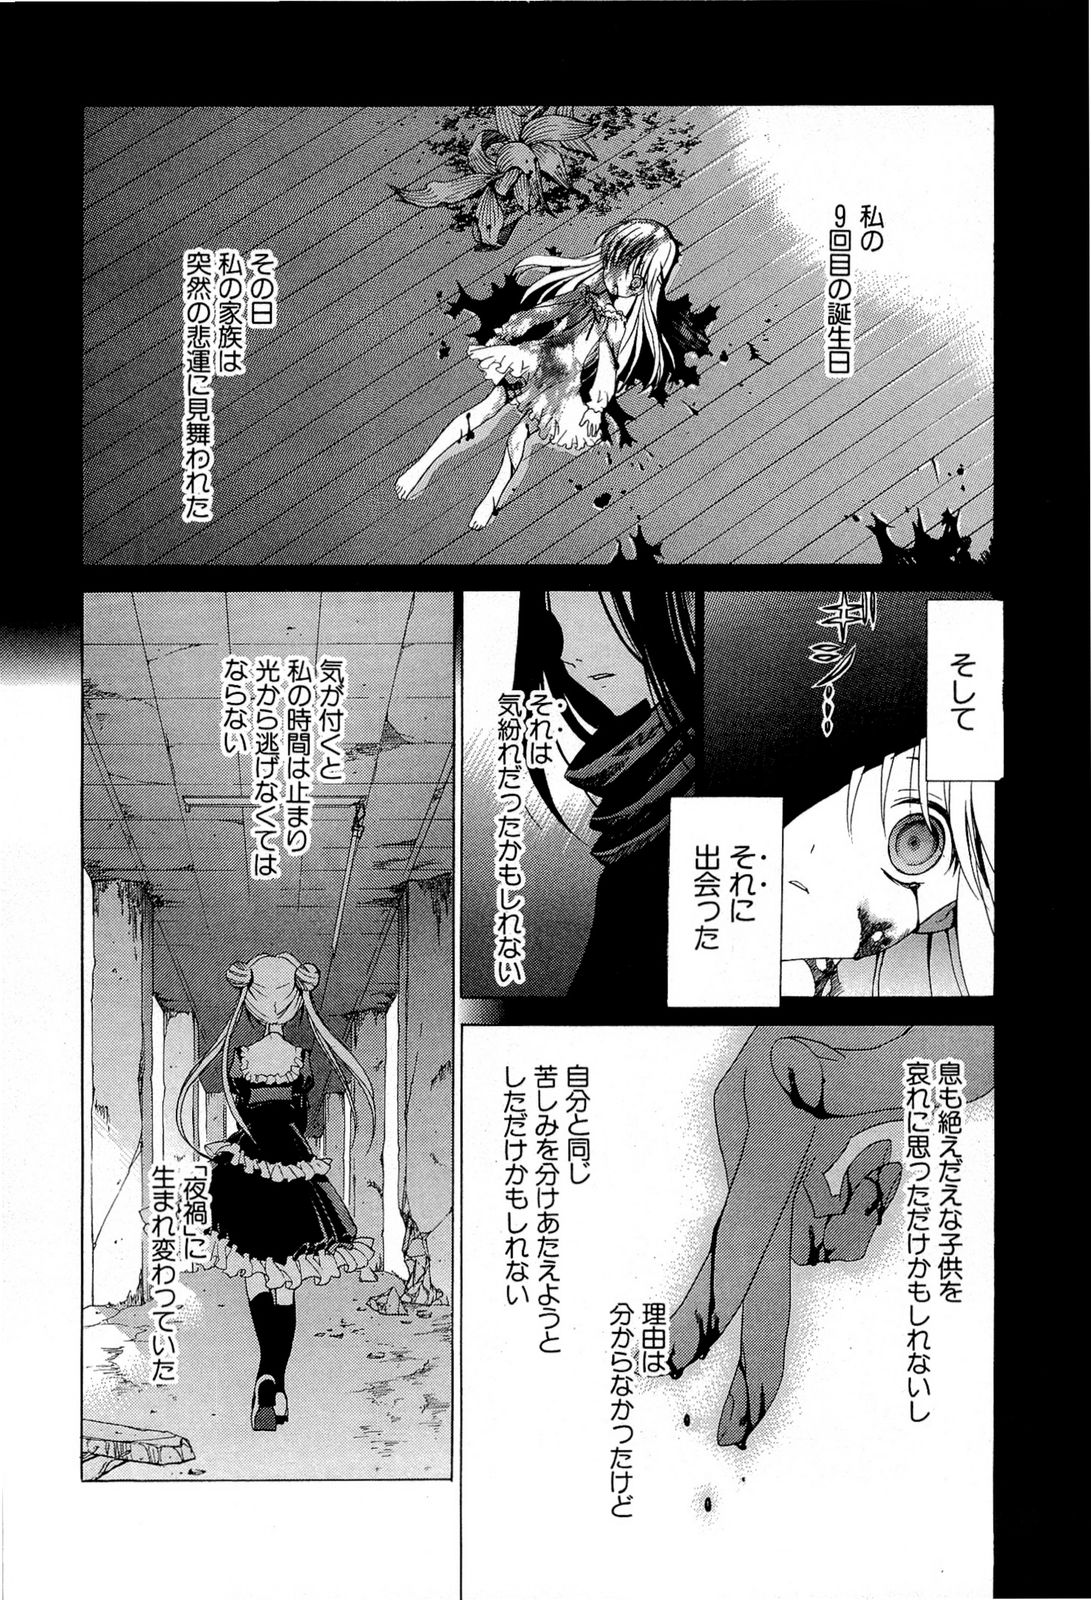 私の
9回目の誕生日
その日
私の家族は
突然の悲運に見舞われた
そして
ギシ…
それに
出会った
それは
気紛れだったかもしれない
息も絶えだえな子供を
哀れに思っただけかもしれないし
自分と同じ
苦しみを分けあたえようと
しただけかもしれない
理由は
分からなかったけど
気が付くと
私の時間は止まり
光から逃げなくては
ならない
「夜禍」に
生まれ変わっていた